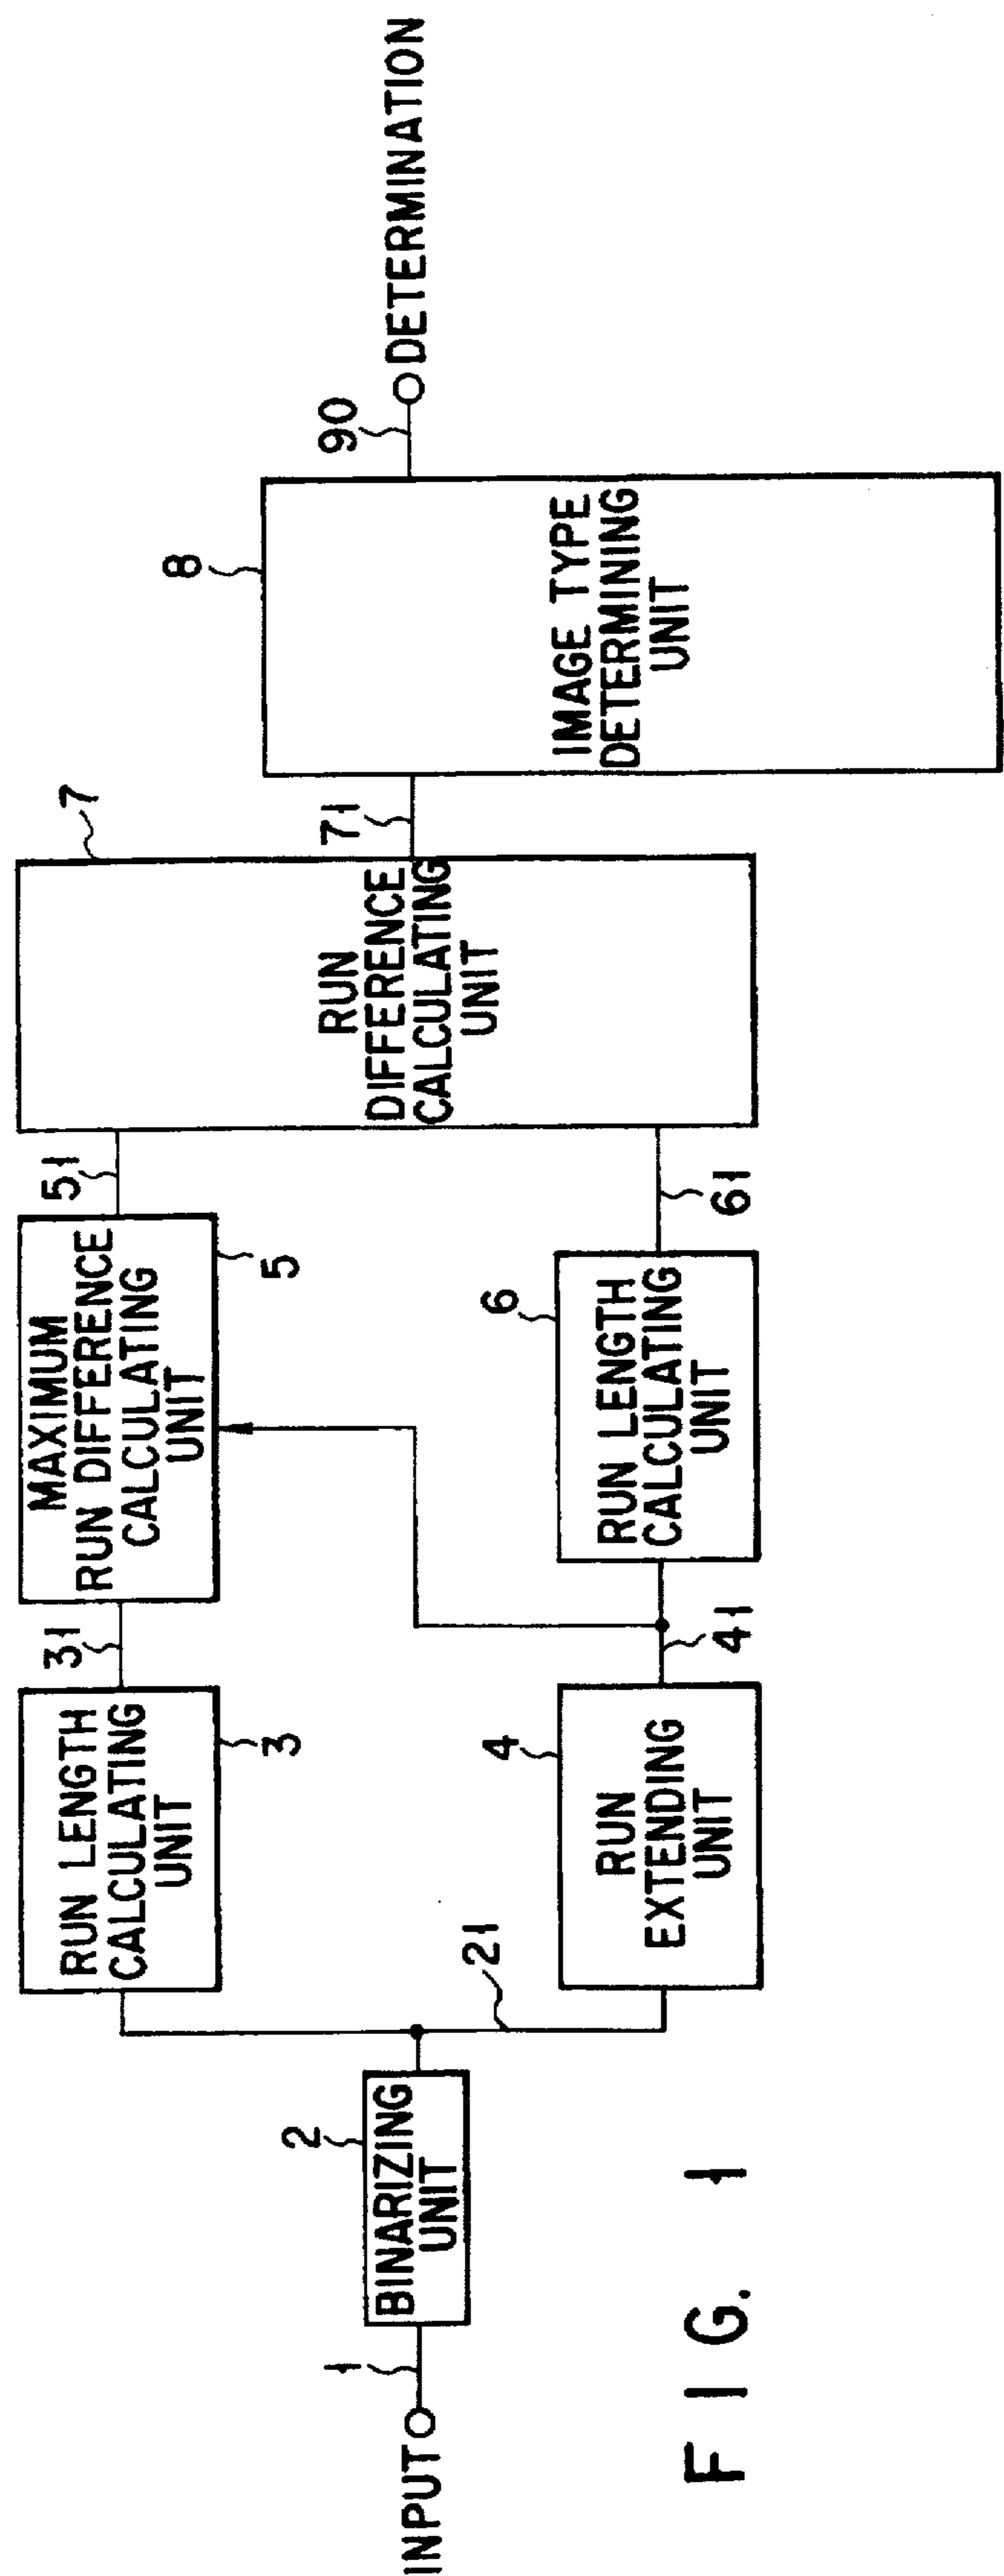 INPUT
1
BINARIZING
UNIT
2
21
RUN LENGTH
CALCULATING
UNIT
3
31
MAXIMUM
RUN DIFFERENCE
CALCULATING
UNIT
5
51
RUN
EXTENDING
UNIT
4
41
RUN LENGTH
CALCULATING
UNIT
6
61
RUN
DIFFERENCE
CALCULATING
UNIT
7
71
IMAGE TYPE
DETERMINING
UNIT
8
90
DETERMINATION
FIG. 1